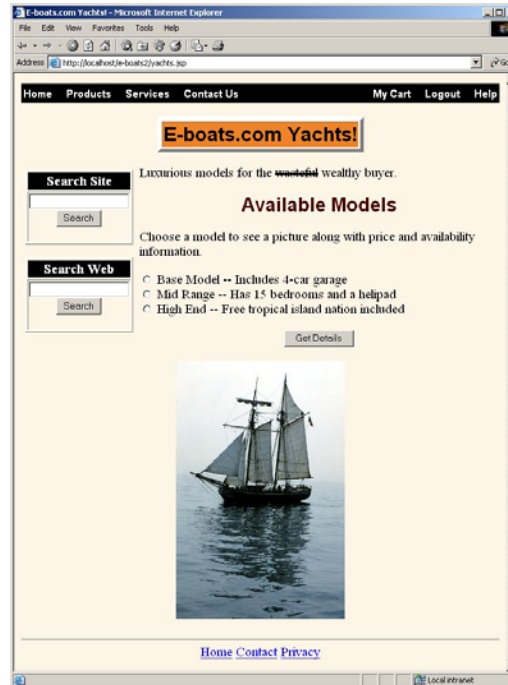 E-boats.com Yachts! - Microsoft Internet Explorer
File Edit View Favorites Tools Help
Address http://localhost/e-boats2/yachts.jsp Go
Home Products Services Contact Us My Cart Logout Help
E-boats.com Yachts!
Search Site
Search
Search Web
Search
Luxurious models for the wasteful wealthy buyer.
Available Models
Choose a model to see a picture along with price and availability
information.
Base Model -- Includes 4-car garage
Mid Range -- Has 15 bedrooms and a helipad
High End -- Free tropical island nation included
Get Details
Home Contact Privacy
Local intranet